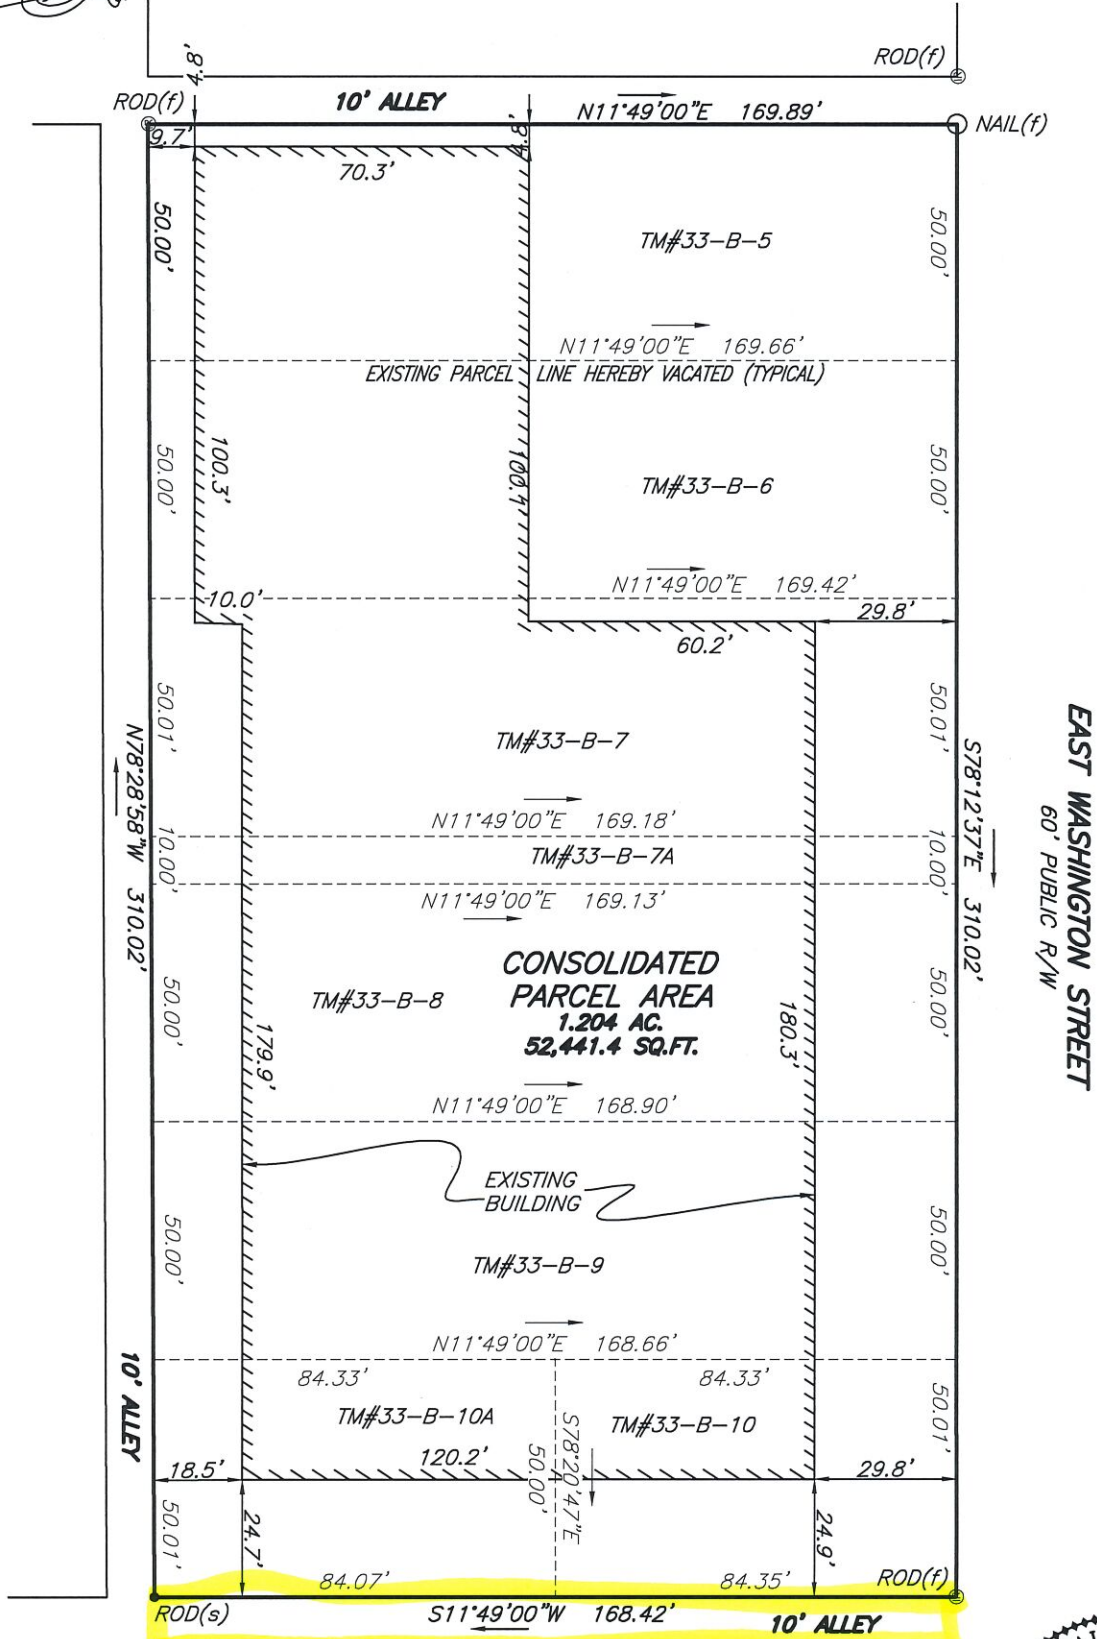 ROD(f)
4.8'
ROD(f)
10' ALLEY
N11°49'00"E 169.89'
NAIL(f)
9.7'
4.8'
70.3'
50.00'
50.00'
TM#33-B-5
N11°49'00"E 169.66'
EXISTING PARCEL LINE HEREBY VACATED (TYPICAL)
50.00'
100.3'
100.1'
TM#33-B-6
50.00'
N11°49'00"E 169.42'
10.0'
29.8'
60.2'
50.01'
50.01'
TM#33-B-7
N78°28'58"W 310.02'
S78°12'37"E 310.02'
EAST WASHINGTON STREET
60' PUBLIC R/W
N11°49'00"E 169.18'
10.00'
TM#33-B-7A
10.00'
N11°49'00"E 169.13'
CONSOLIDATED
PARCEL AREA
1.204 AC.
52,441.4 SQ.FT.
TM#33-B-8
50.00'
50.00'
179.9'
180.3'
N11°49'00"E 168.90'
EXISTING
BUILDING
50.00'
50.00'
TM#33-B-9
N11°49'00"E 168.66'
84.33'
84.33'
10' ALLEY
TM#33-B-10A
TM#33-B-10
50.01'
120.2'
S78°20'47"E
50.00'
18.5'
29.8'
50.01'
24.7'
24.9'
84.07'
84.35'
ROD(f)
ROD(s)
S11°49'00"W 168.42'
10' ALLEY